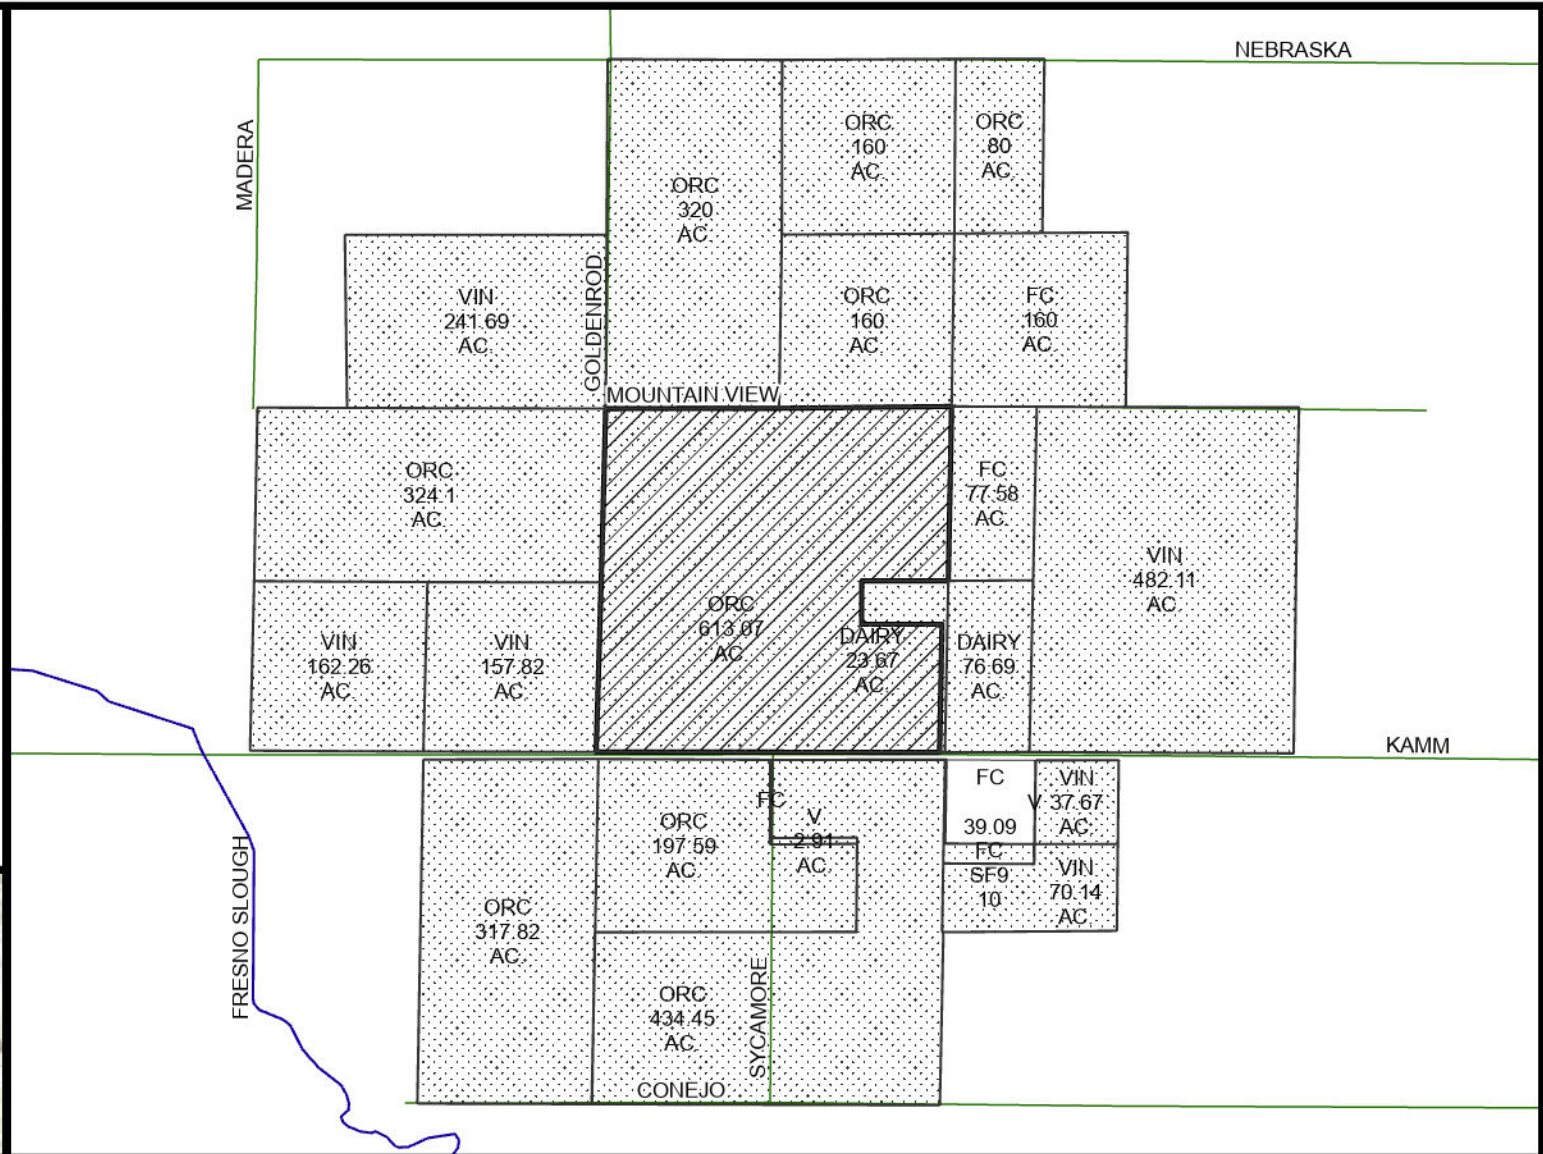 NEBRASKA
MADERA
ORC
160
AC.
ORC
80
AC.
ORC
320
AC.
GOLDENROD
VIN
241.69
AC.
ORC
160
AC.
FC
160
AC.
MOUNTAIN VIEW
ORC
324.1
AC.
FC
77.58
AC.
VIN
482.11
AC.
ORC
613.07
AC.
DAIRY
23.67
AC.
DAIRY
76.69
AC.
VIN
162.26
AC.
VIN
157.82
AC.
KAMM
FC
ORC
197.59
AC.
V
2.91
AC.
FC
39.09
V
VIN
37.67
AC.
FC
SF9
10
VIN
70.14
AC
FRESNO SLOUGH
ORC
317.82
AC.
ORC
434.45
AC.
SYCAMORE
CONEJO